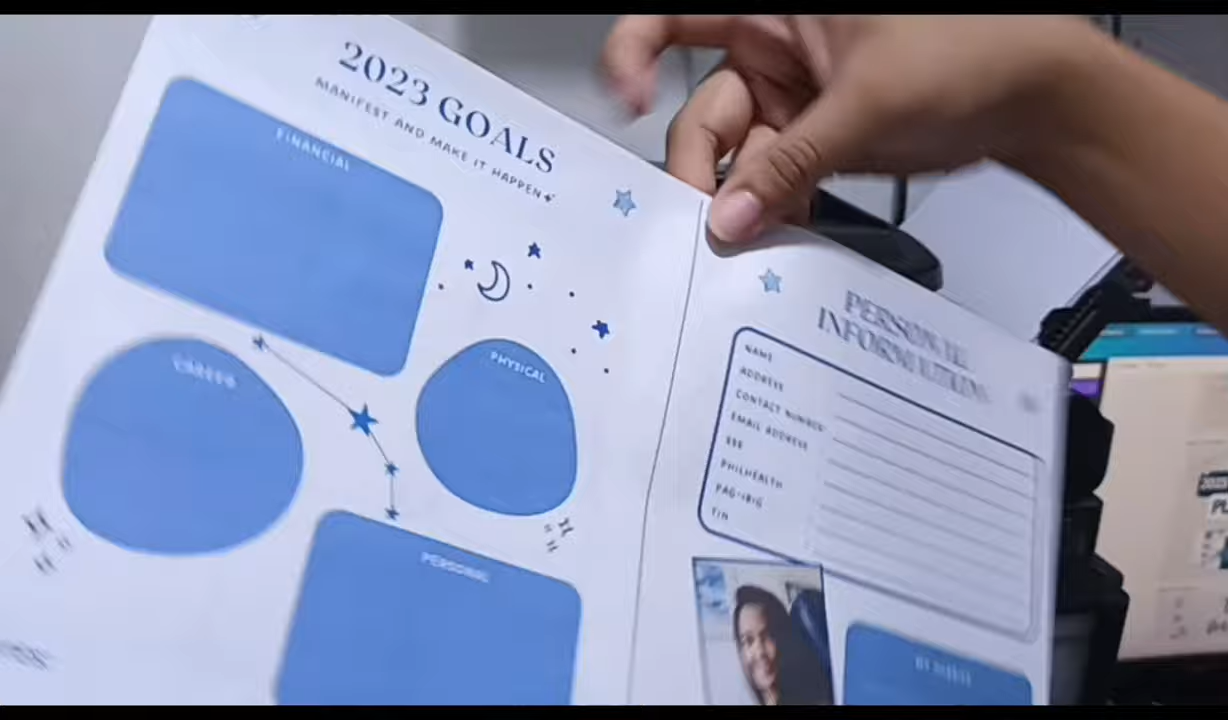 2023 GOALS
MANIFEST AND MAKE IT HAPPEN
FINANCIAL
CAREER
PHYSICAL
PERSONAL
PERSONAL
INFORMATION
NAME
ADDRESS
CONTACT NUMBER
EMAIL ADDRESS
SSS
PHILHEALTH
PAG-IBIG
TIN